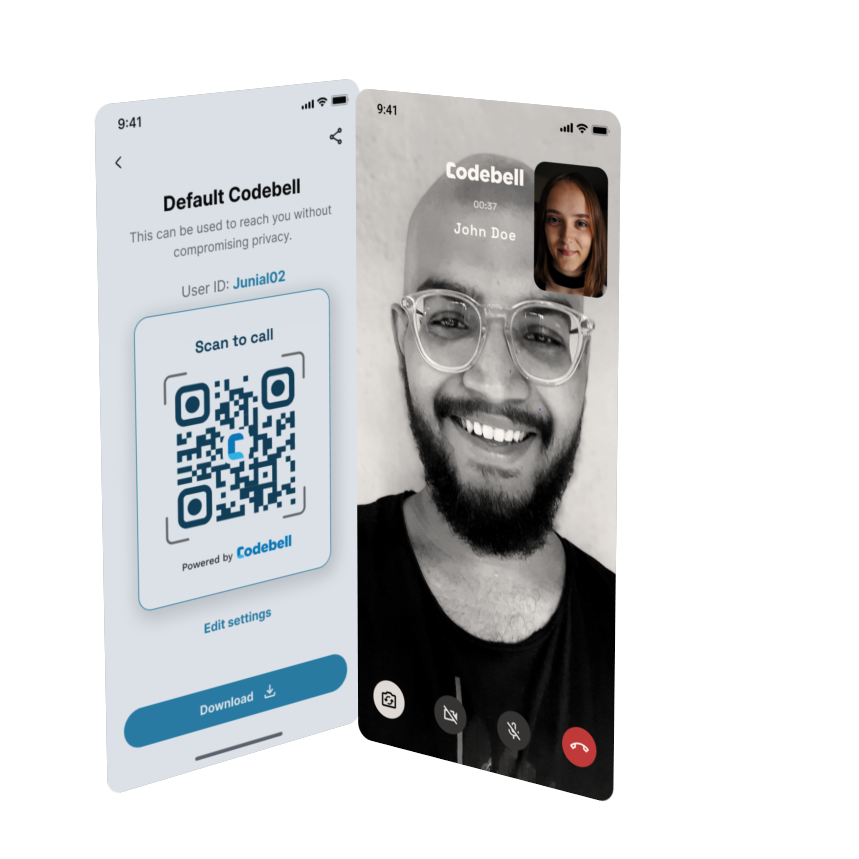 9:41
Default Codebell
This can be used to reach you without
compromising privacy.
User ID: Junial02
Scan to call
Powered by Codebell
Edit settings
Download
9:41
Codebell
00:37
John Doe